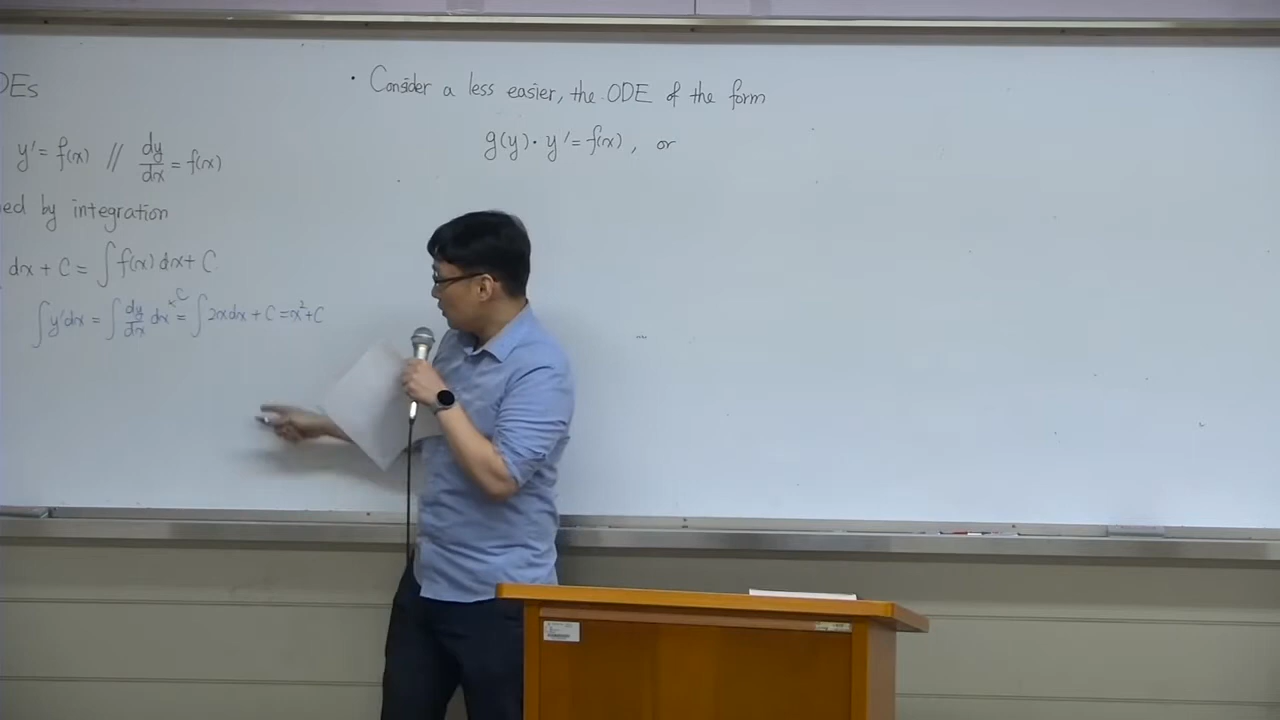 DEs
y' = f(x) // dy/dx = f(x)
ed by integration
dx + C = ∫ f(x) dx + C
∫ y' dx = ∫ dy/dx dx = ∫ 2x dx + C = x² + C
• Consider a less easier, the ODE of the form
g(y) · y' = f(x), or